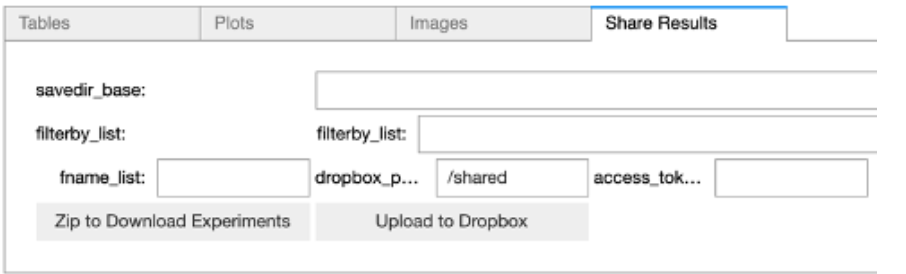 Tables Plots Images Share Results
savedir_base:
filterby_list: filterby_list:
fname_list: dropbox_p... /shared access_tok...
Zip to Download Experiments Upload to Dropbox